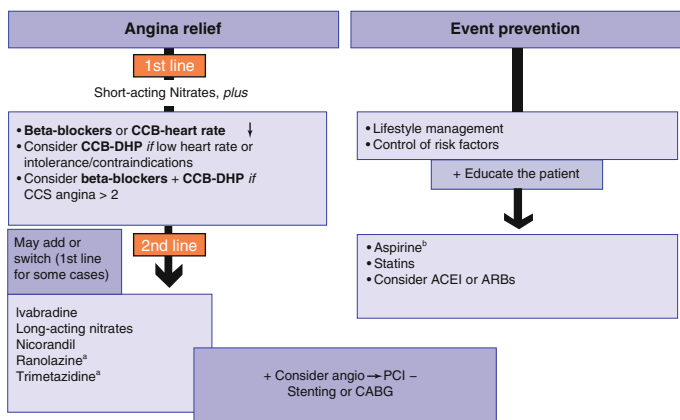 Angina relief
1st line
Short-acting Nitrates, plus
• Beta-blockers or CCB-heart rate ↓
• Consider CCB-DHP if low heart rate or
intolerance/contraindications
• Consider beta-blockers + CCB-DHP if
CCS angina > 2
May add or
switch (1st line
for some cases)
2nd line
Ivabradine
Long-acting nitrates
Nicorandil
Ranolazineᵃ
Trimetazidineᵃ
+ Consider angio → PCI –
Stenting or CABG
Event prevention
• Lifestyle management
• Control of risk factors
+ Educate the patient
• Aspirineᵇ
• Statins
• Consider ACEI or ARBs